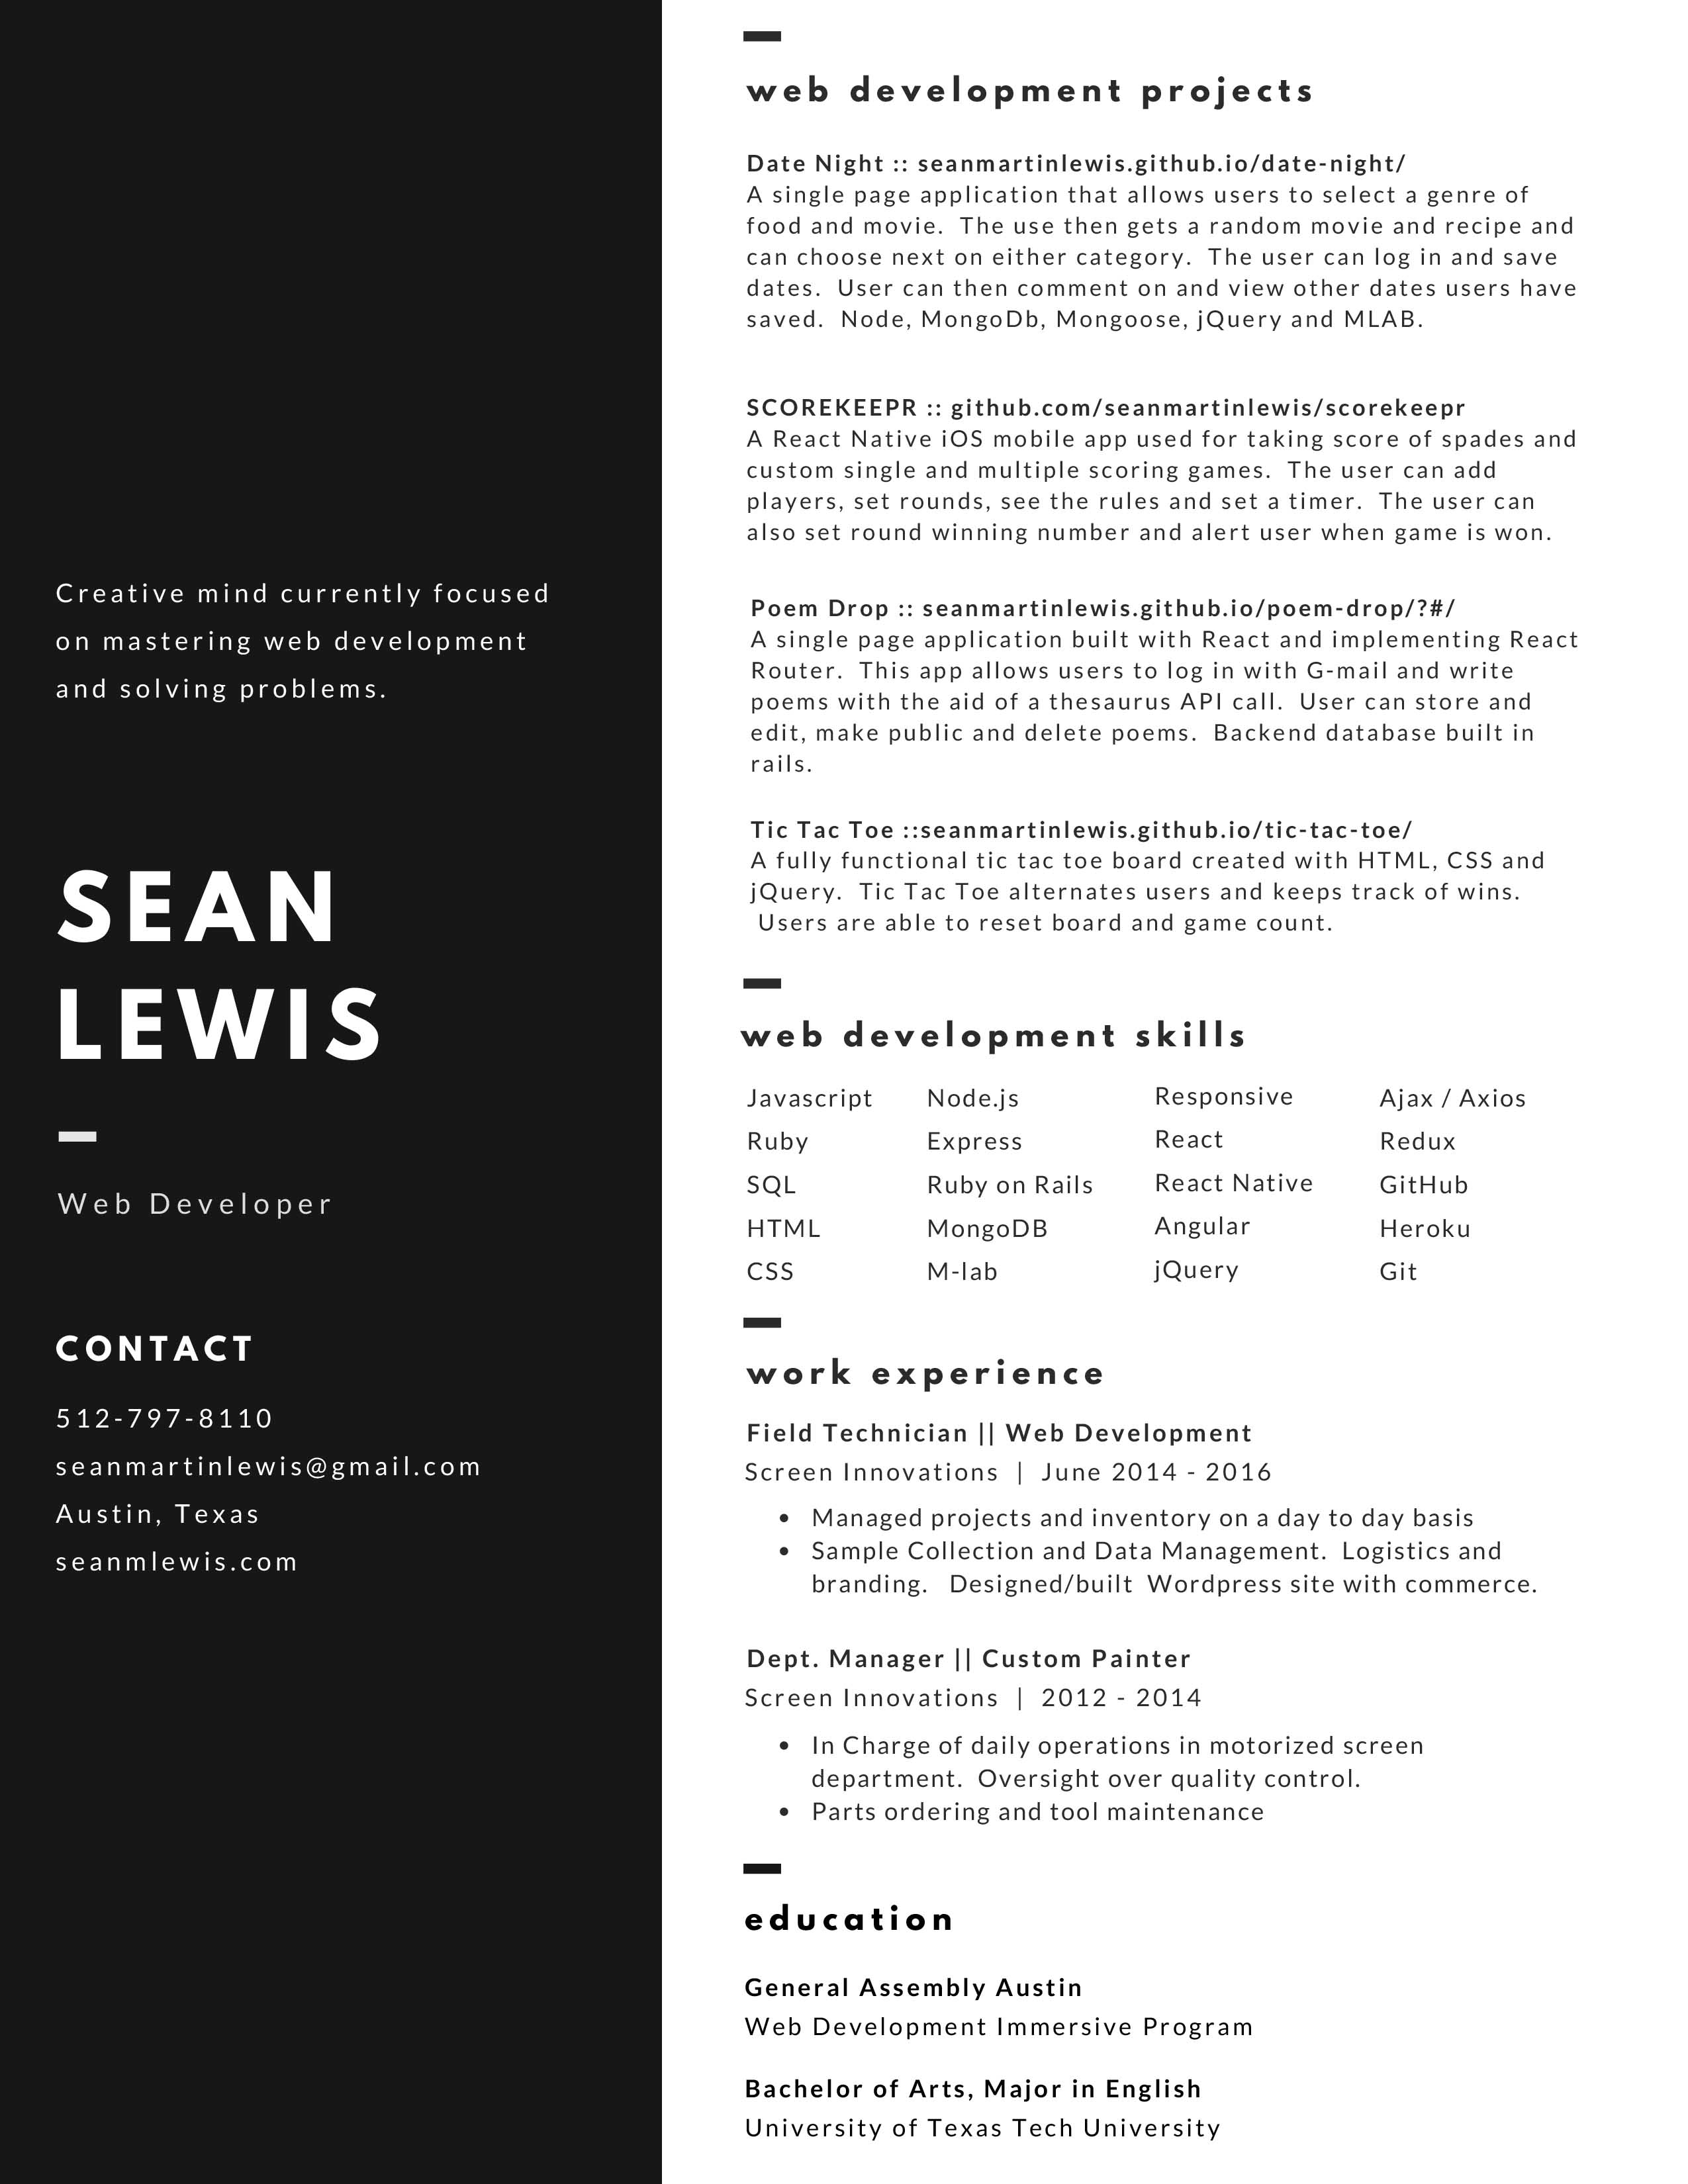 Creative mind currently focused
on mastering web development
and solving problems.
SEAN
LEWIS
Web Developer
CONTACT
512-797-8110
seanmartinlewis@gmail.com
Austin, Texas
seanmlewis.com
web development projects
Date Night :: seanmartinlewis.github.io/date-night/
A single page application that allows users to select a genre of
food and movie.  The use then gets a random movie and recipe and
can choose next on either category.  The user can log in and save
dates.  User can then comment on and view other dates users have
saved.  Node, MongoDb, Mongoose, jQuery and MLAB.
SCOREKEEPR :: github.com/seanmartinlewis/scorekeepr
A React Native iOS mobile app used for taking score of spades and
custom single and multiple scoring games.  The user can add
players, set rounds, see the rules and set a timer.  The user can
also set round winning number and alert user when game is won.
Poem Drop :: seanmartinlewis.github.io/poem-drop/?#/
A single page application built with React and implementing React
Router.  This app allows users to log in with G-mail and write
poems with the aid of a thesaurus API call.  User can store and
edit, make public and delete poems.  Backend database built in
rails.
Tic Tac Toe ::seanmartinlewis.github.io/tic-tac-toe/
A fully functional tic tac toe board created with HTML, CSS and
jQuery.  Tic Tac Toe alternates users and keeps track of wins.
Users are able to reset board and game count.
web development skills
Javascript Node.js Responsive Ajax / Axios
Ruby Express React Redux
SQL Ruby on Rails React Native GitHub
HTML MongoDB Angular Heroku
CSS M-lab jQuery Git
work experience
Field Technician || Web Development
Screen Innovations | June 2014 - 2016
• Managed projects and inventory on a day to day basis
• Sample Collection and Data Management.  Logistics and
branding.   Designed/built  Wordpress site with commerce.
Dept. Manager || Custom Painter
Screen Innovations | 2012 - 2014
• In Charge of daily operations in motorized screen
department.  Oversight over quality control.
• Parts ordering and tool maintenance
education
General Assembly Austin
Web Development Immersive Program
Bachelor of Arts, Major in English
University of Texas Tech University